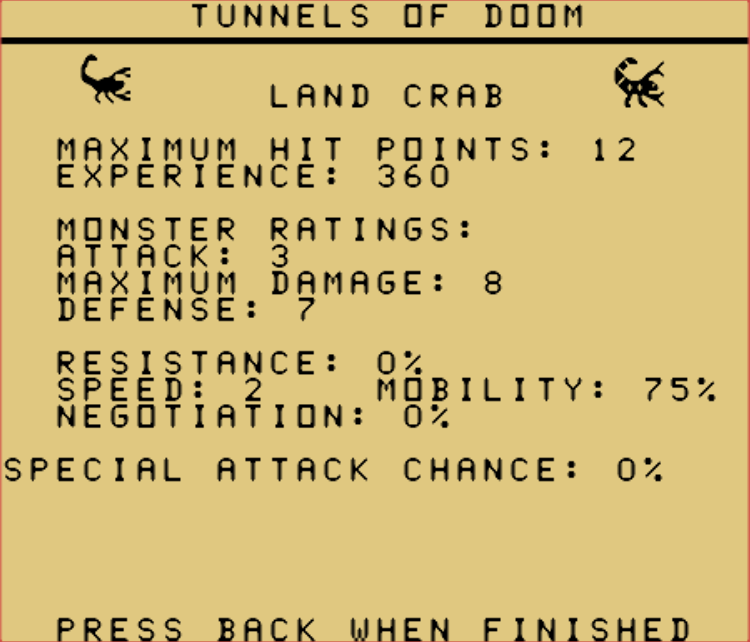 TUNNELS OF DOOM
LAND CRAB
MAXIMUM HIT POINTS: 12
EXPERIENCE: 360
MONSTER RATINGS:
ATTACK: 3
MAXIMUM DAMAGE: 8
DEFENSE: 7
RESISTANCE: 0%
SPEED: 2 MOBILITY: 75%
NEGOTIATION: 0%
SPECIAL ATTACK CHANCE: 0%
PRESS BACK WHEN FINISHED